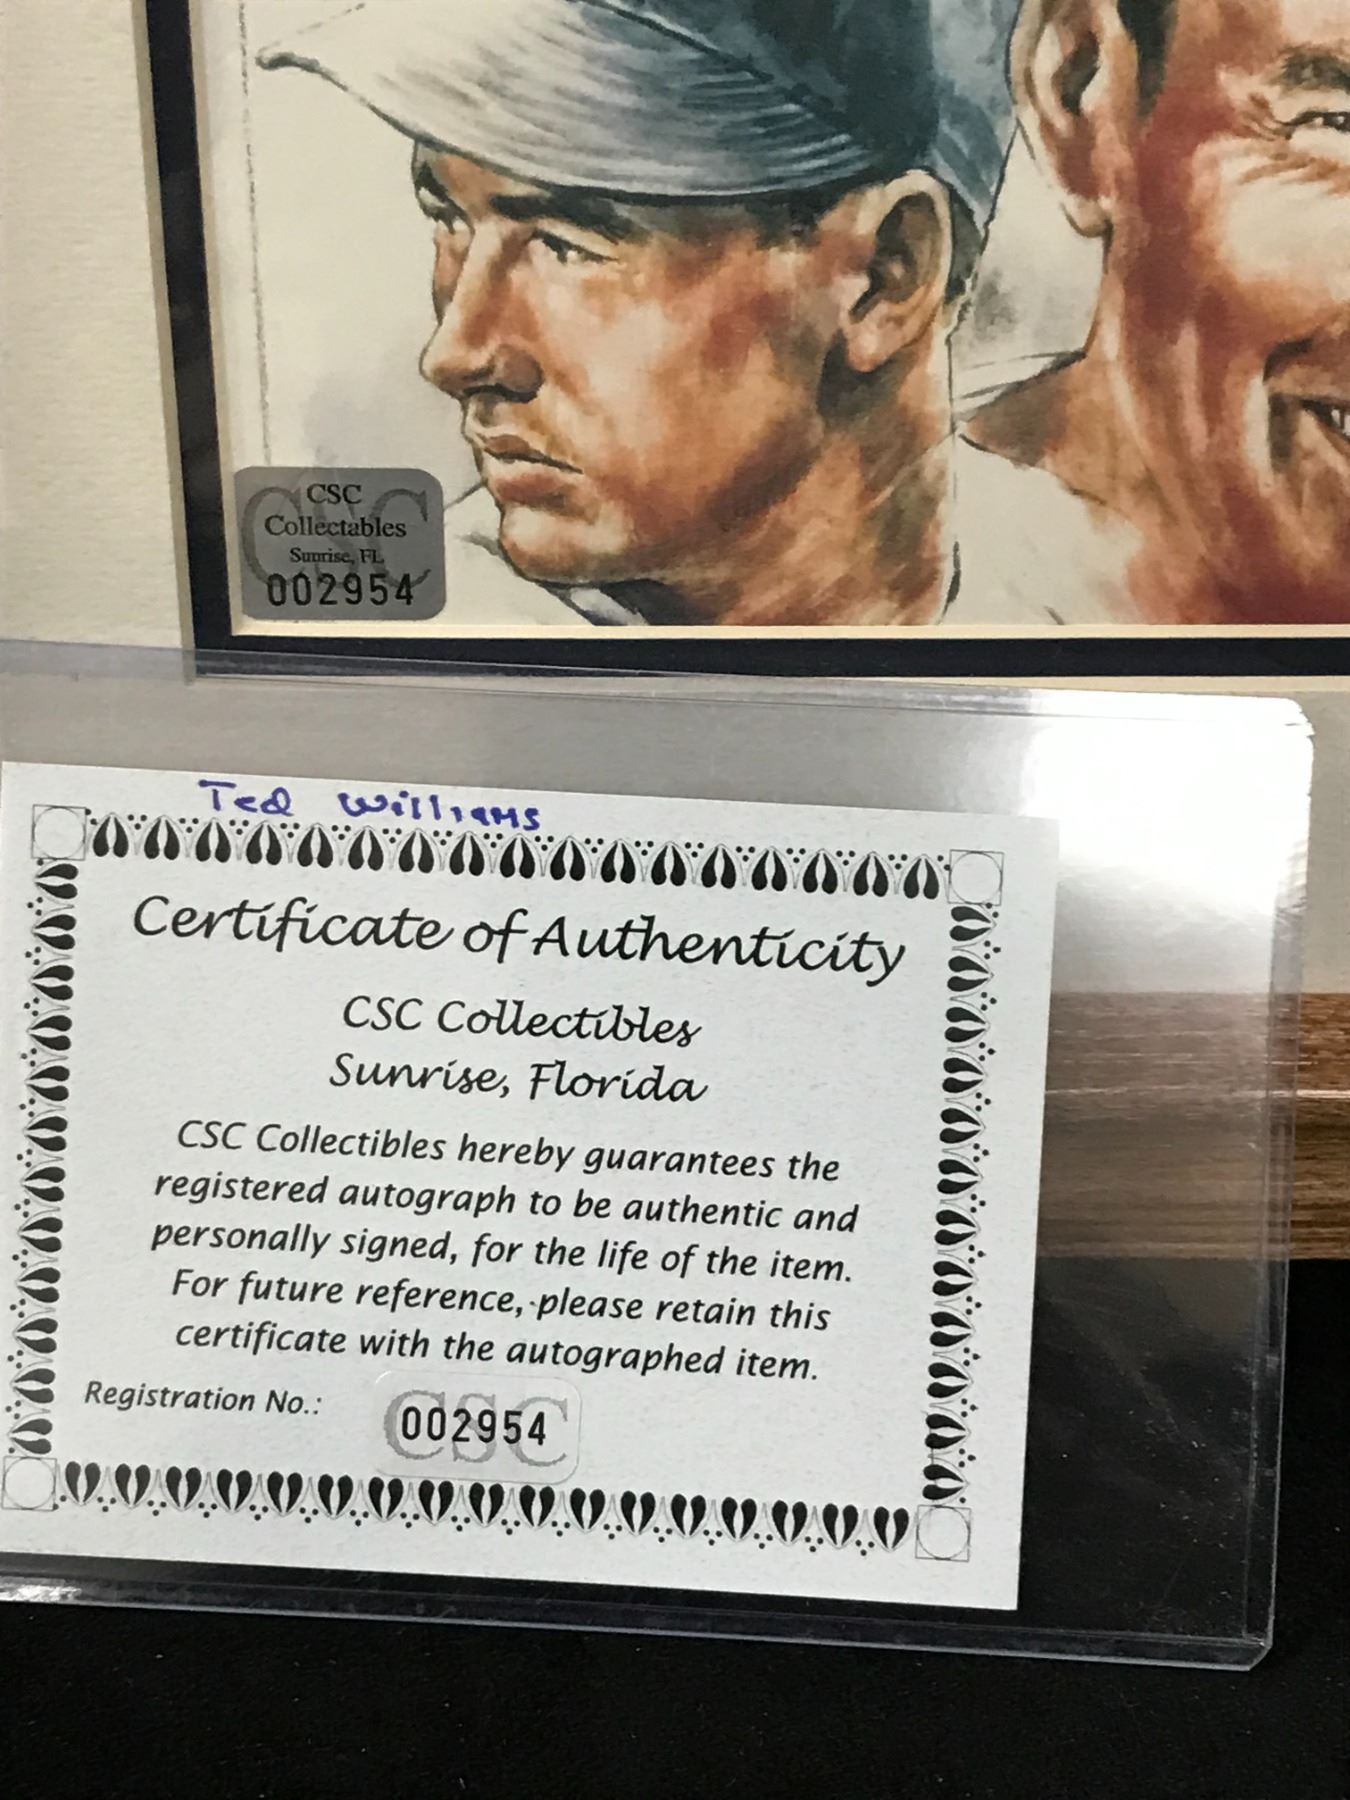 CSC
Collectables
Sunrise, FL
002954
Ted Williams
Certificate of Authenticity
CSC Collectibles
Sunrise, Florida
CSC Collectibles hereby guarantees the
registered autograph to be authentic and
personally signed, for the life of the item.
For future reference, please retain this
certificate with the autographed item.
Registration No.: 002954